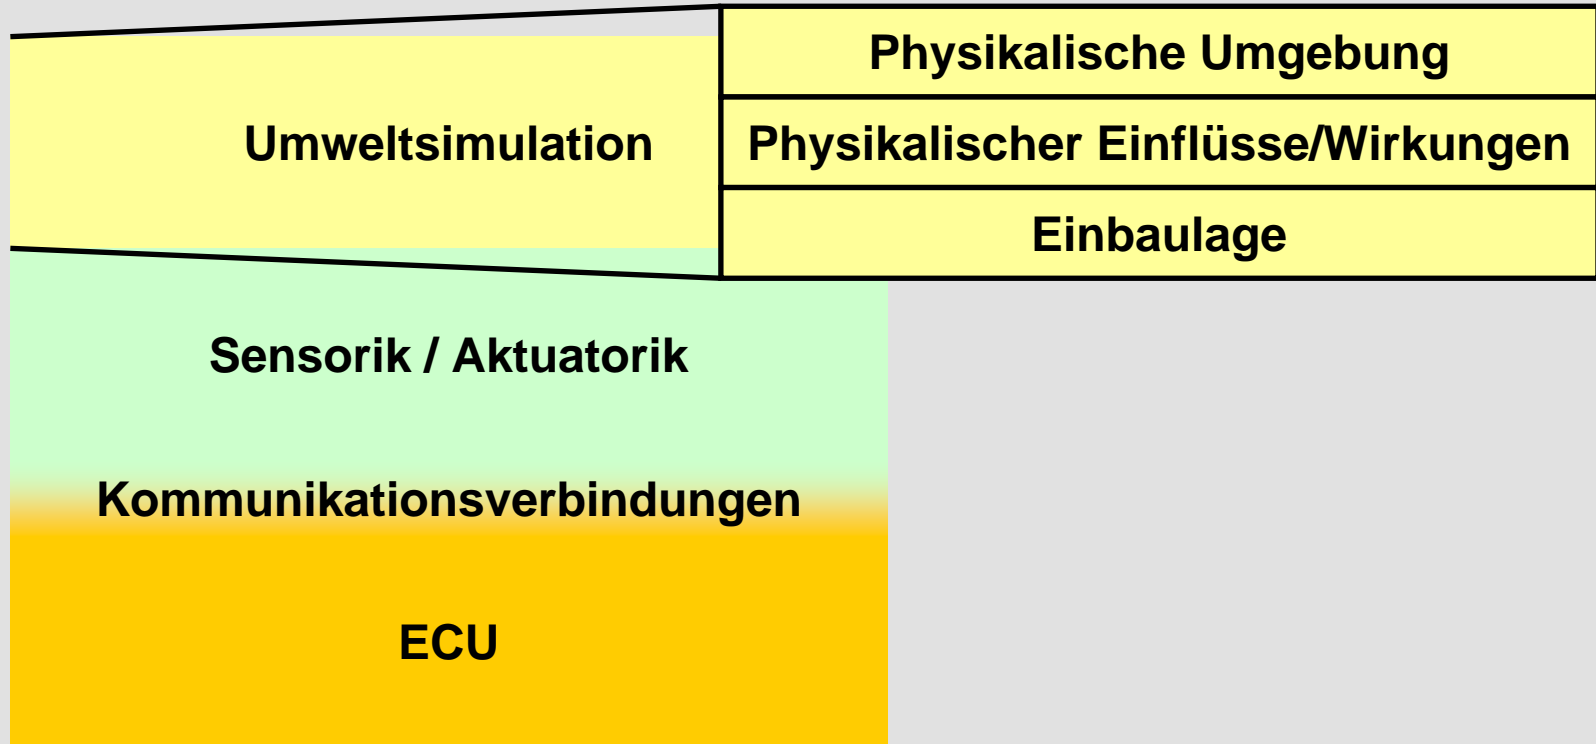 Physikalische Umgebung
Umweltsimulation
Physikalischer Einflüsse/Wirkungen
Einbaulage
Sensorik / Aktuatorik
Kommunikationsverbindungen
ECU